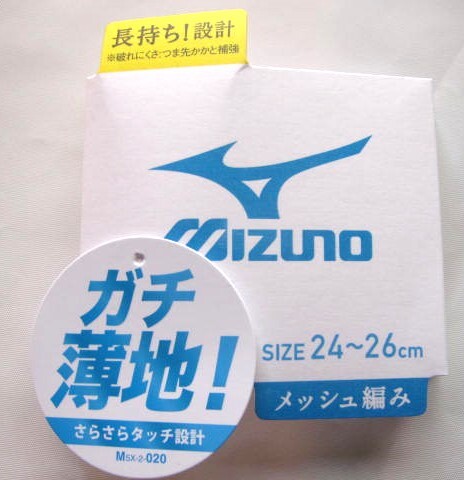 長持ち!設計
※破れにくさ:つま先かかと補強
MIZUNO
ガチ
薄地!
さらさらタッチ設計
MSX-2-020
SIZE 24～26cm
メッシュ編み